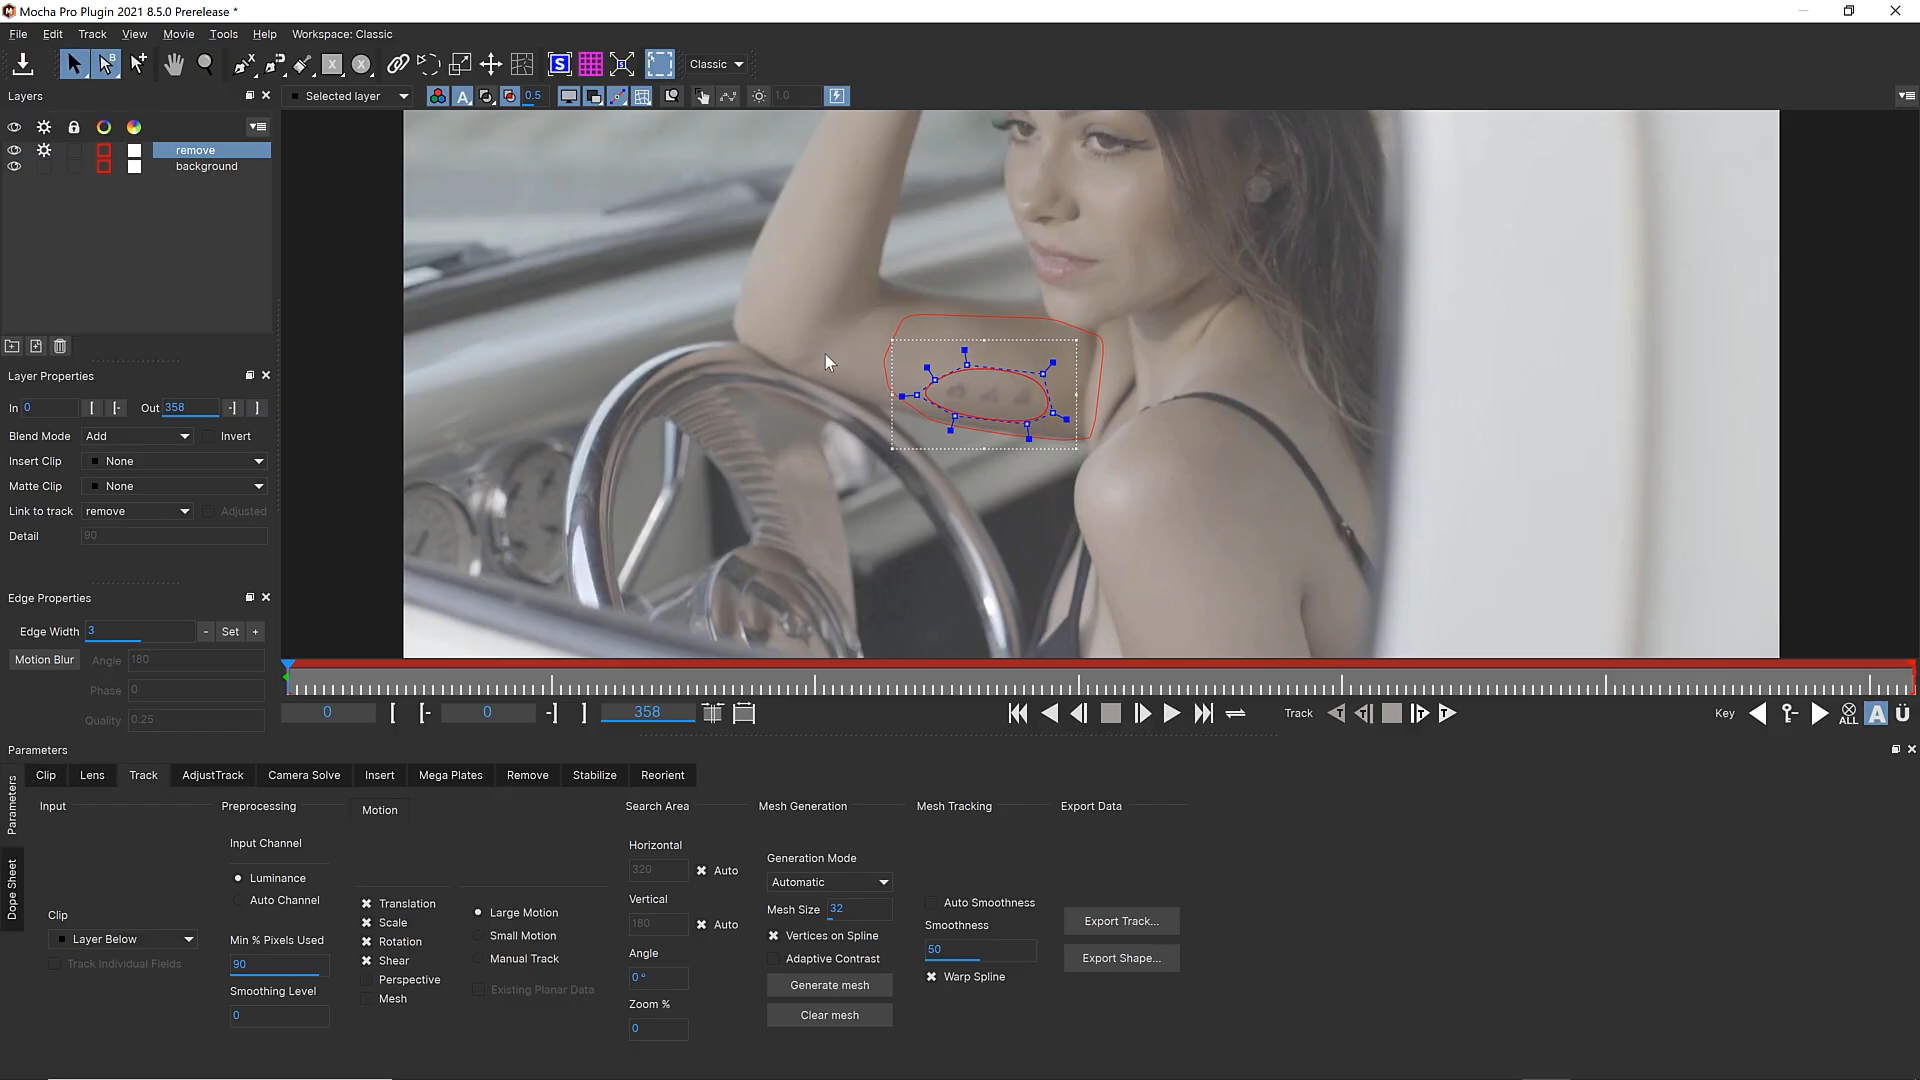 Mocha Pro Plugin 2021 8.5.0 Prerelease *
File Edit Track View Movie Tools Help Workspace: Classic
S Classic
Layers Selected layer A 0.5 1.0
remove
background
Layer Properties
In 0 [ [- Out 358 -] ]
Blend Mode Add Invert
Insert Clip None
Matte Clip None
Link to track remove Adjusted
Detail 90
Edge Properties
Edge Width 3 - Set +
Motion Blur Angle 180
Phase 0
Quality 0.25
0 [ [- 0 -] ] 358 Track T T T T Key ALL A Ü
Parameters
Clip Lens Track AdjustTrack Camera Solve Insert Mega Plates Remove Stabilize Reorient
Parameters
Dope Sheet
Input
Clip
Layer Below
Track Individual Fields
Preprocessing
Input Channel
Luminance
Auto Channel
Min % Pixels Used
90
Smoothing Level
0
Motion
Translation
Scale
Rotation
Shear
Perspective
Mesh
Large Motion
Small Motion
Manual Track
Existing Planar Data
Search Area
Horizontal
320 Auto
Vertical
180 Auto
Angle
0 °
Zoom %
0
Mesh Generation
Generation Mode
Automatic
Mesh Size 32
Vertices on Spline
Adaptive Contrast
Generate mesh
Clear mesh
Mesh Tracking
Auto Smoothness
Smoothness
50
Warp Spline
Export Data
Export Track...
Export Shape...